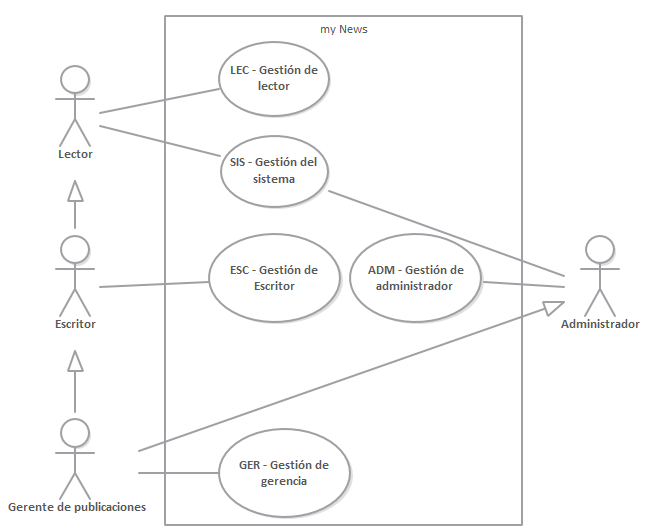 my News
LEC - Gestión de
lector
Lector
SIS - Gestión del
sistema
ESC - Gestión de
Escritor
ADM - Gestión de
administrador
Escritor
Administrador
GER - Gestión de
gerencia
Gerente de publicaciones